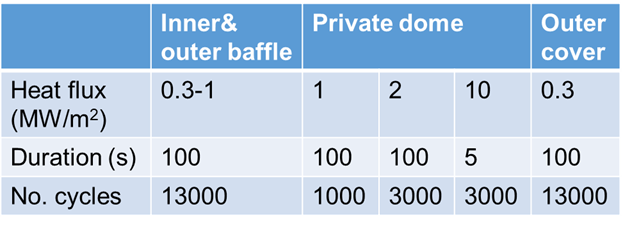 Inner& outer baffle Private dome Outer cover
Heat flux (MW/m²) 0.3-1 1 2 10 0.3
Duration (s) 100 100 100 5 100
No. cycles 13000 1000 3000 3000 13000